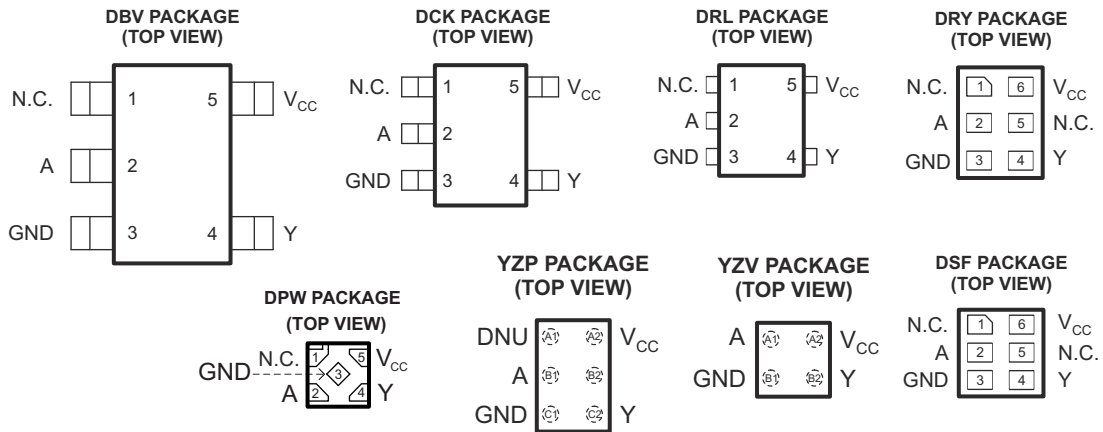 DBV PACKAGE
(TOP VIEW)
N.C. 1 5 VCC
A 2
GND 3 4 Y
DCK PACKAGE
(TOP VIEW)
N.C. 1 5 VCC
A 2
GND 3 4 Y
DRL PACKAGE
(TOP VIEW)
N.C. 1 5 VCC
A 2
GND 3 4 Y
DRY PACKAGE
(TOP VIEW)
N.C. 1 6 VCC
A 2 5 N.C.
GND 3 4 Y
DPW PACKAGE
(TOP VIEW)
N.C. 1 5 VCC
GND 3
A 2 4 Y
YZP PACKAGE
(TOP VIEW)
DNU A1 A2 VCC
A B1 B2
GND C1 C2 Y
YZV PACKAGE
(TOP VIEW)
A A1 A2 VCC
GND B1 B2 Y
DSF PACKAGE
(TOP VIEW)
N.C. 1 6 VCC
A 2 5 N.C.
GND 3 4 Y